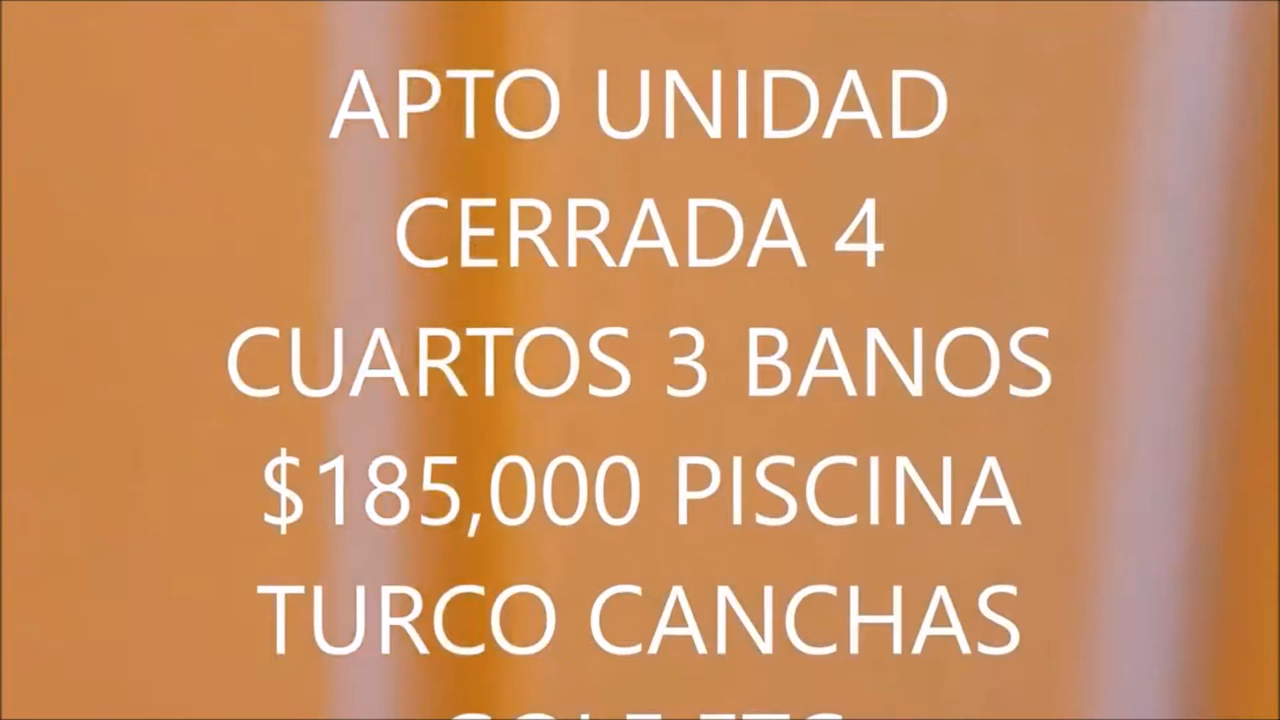 APTO UNIDAD
CERRADA 4
CUARTOS 3 BANOS
$185,000 PISCINA
TURCO CANCHAS